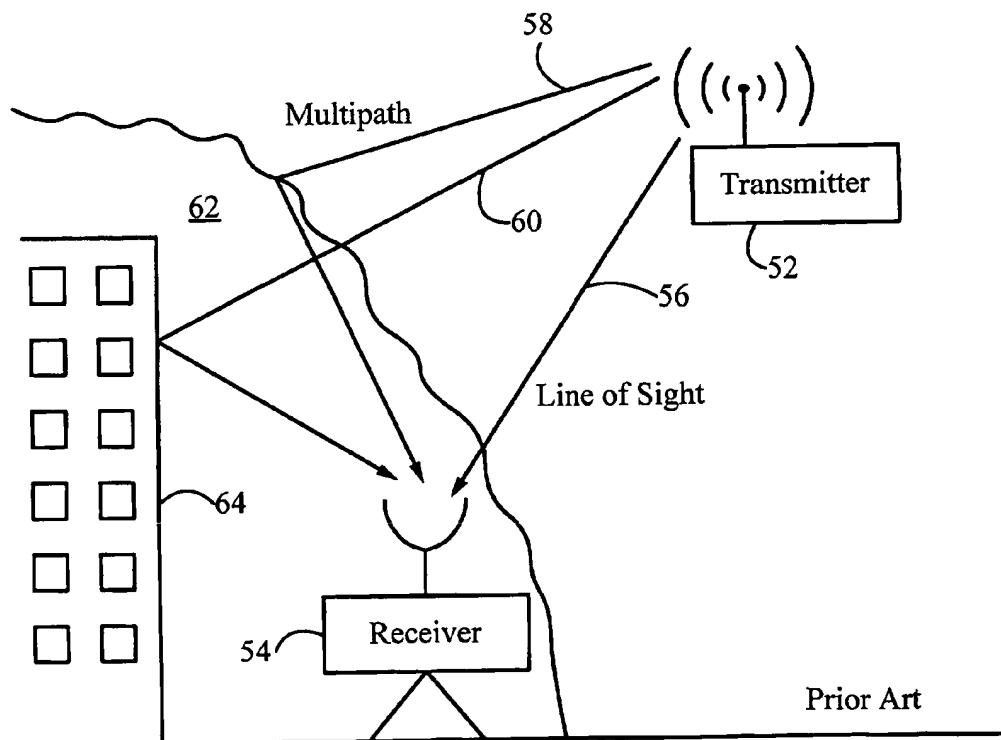 58
Multipath
Transmitter
62
60
52
56
Line of Sight
64
Receiver
54
Prior Art